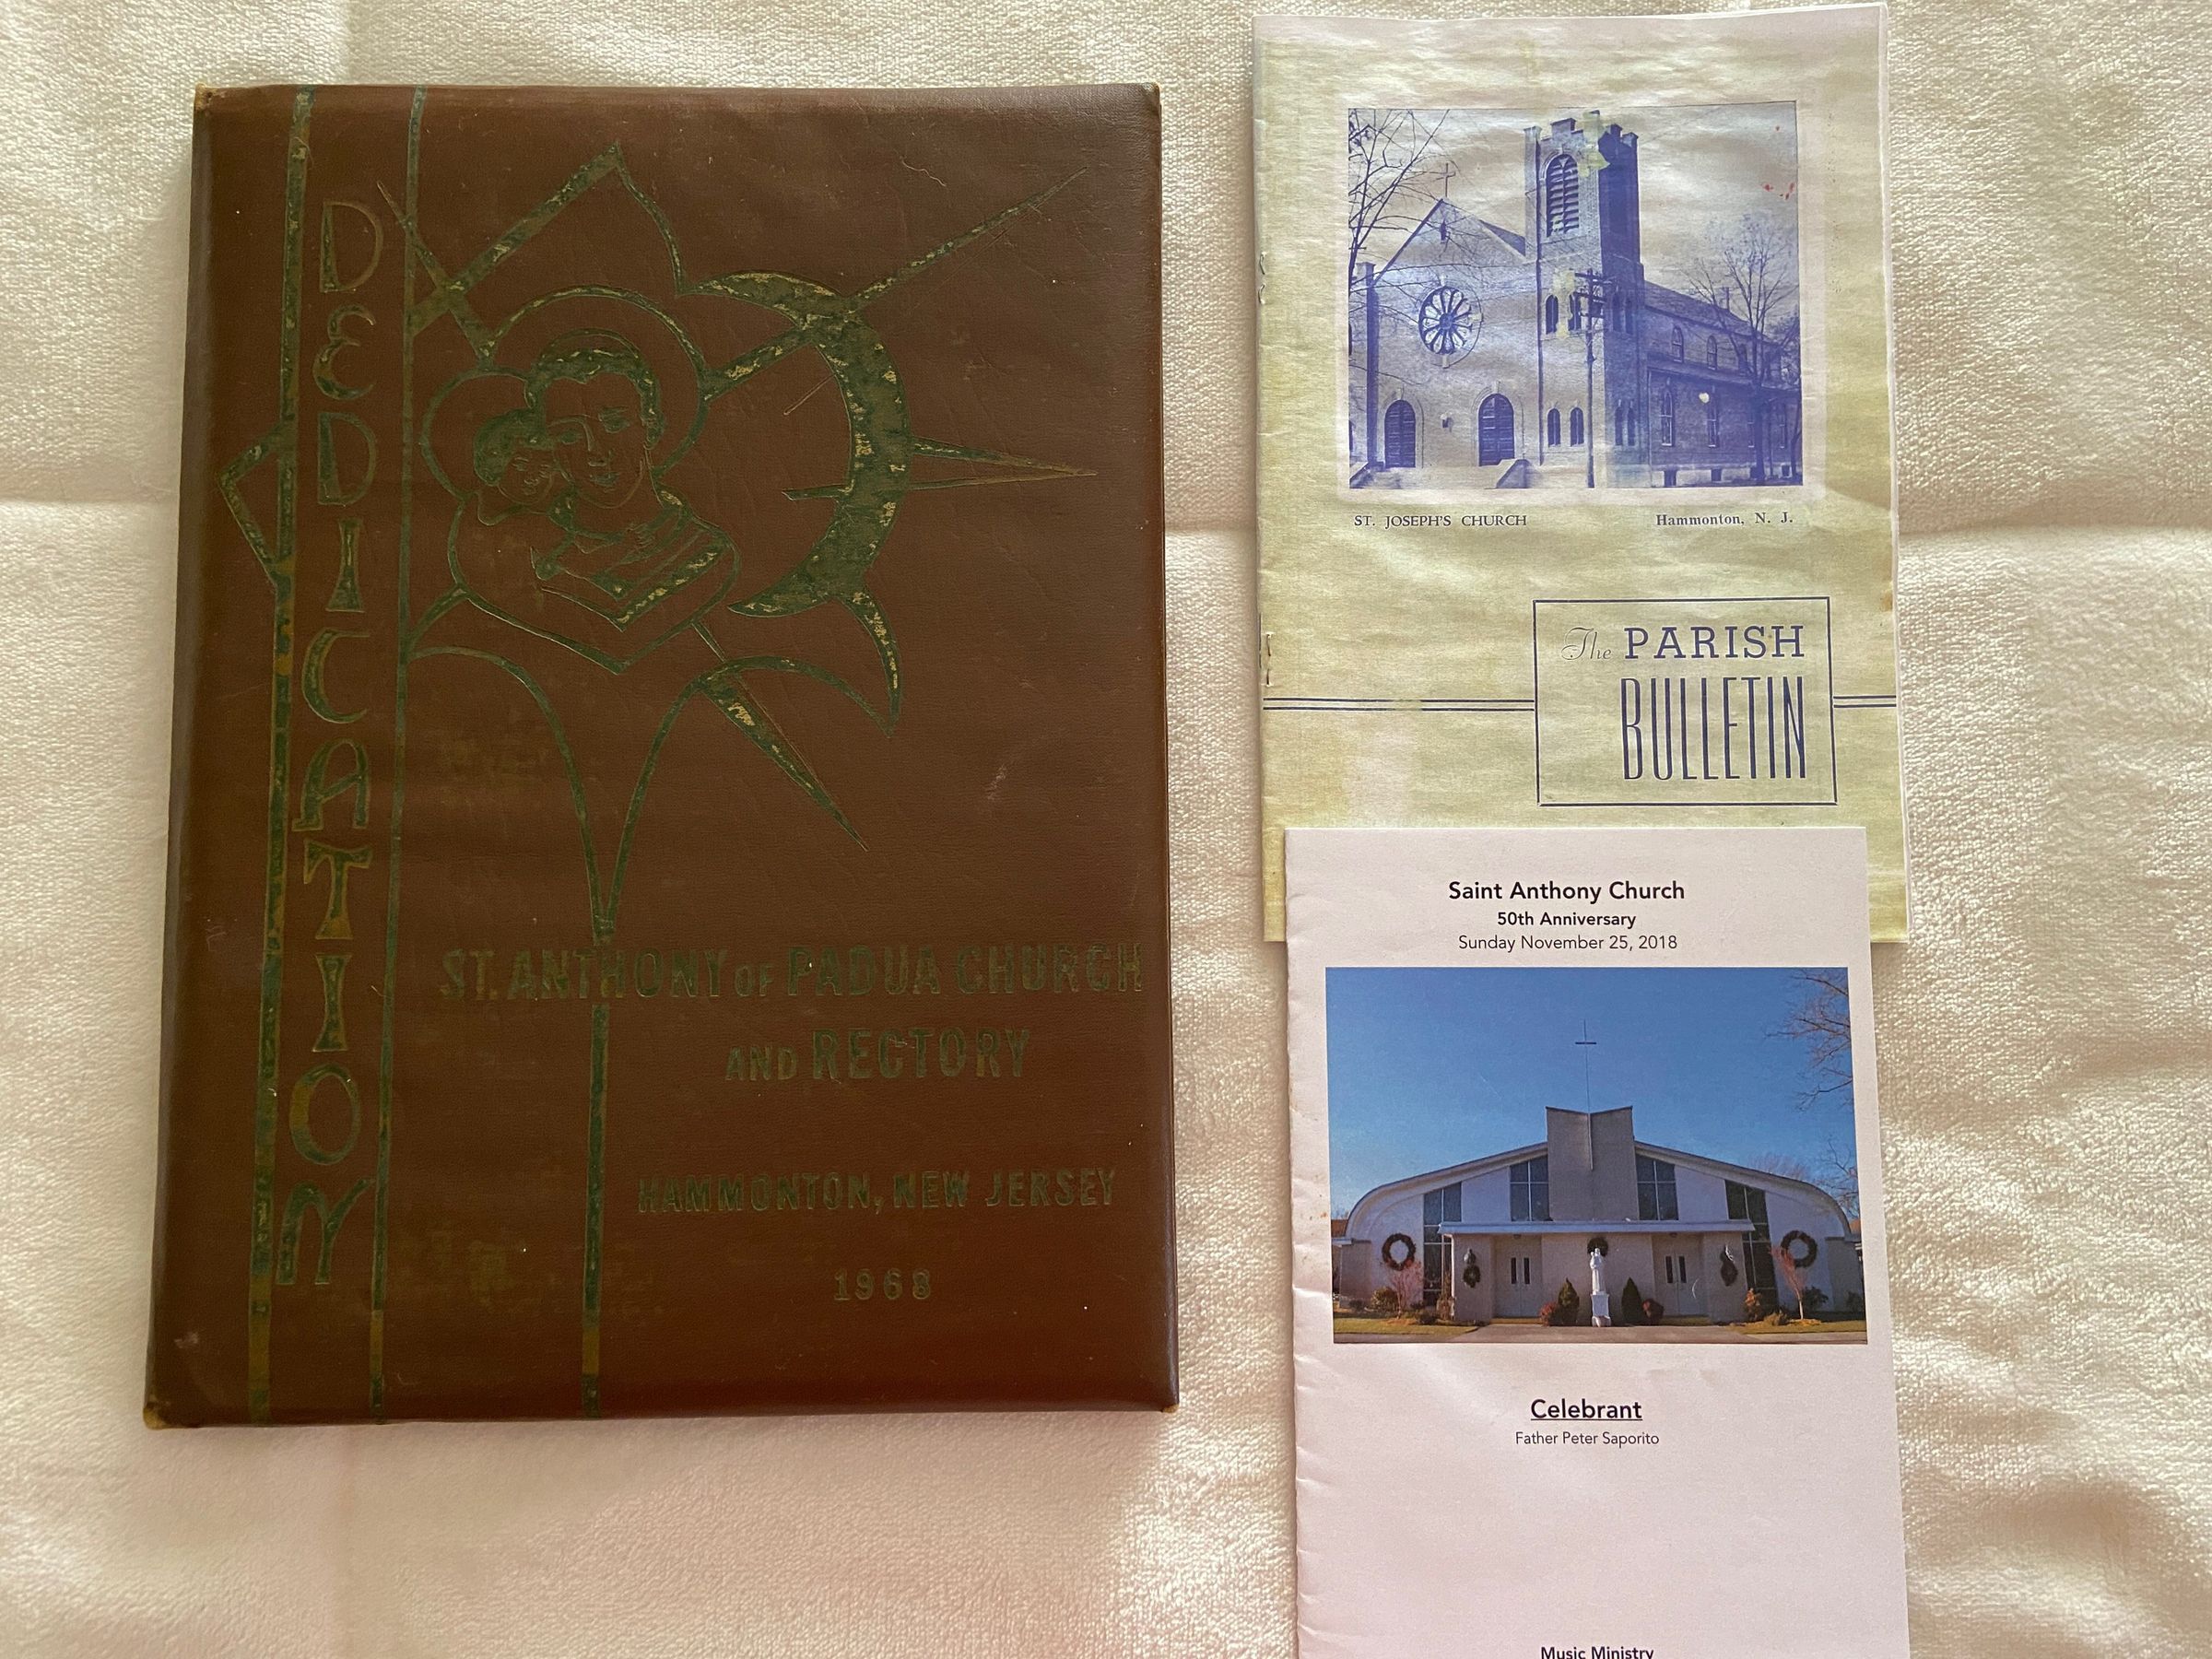 DEDICATION
ST. ANTHONY OF PADUA CHURCH
AND RECTORY
HAMMONTON, NEW JERSEY
1968
ST. JOSEPH'S CHURCH Hammonton, N. J.
The PARISH
BULLETIN
Saint Anthony Church
50th Anniversary
Sunday November 25, 2018
Celebrant
Father Peter Saporito
Music Ministry